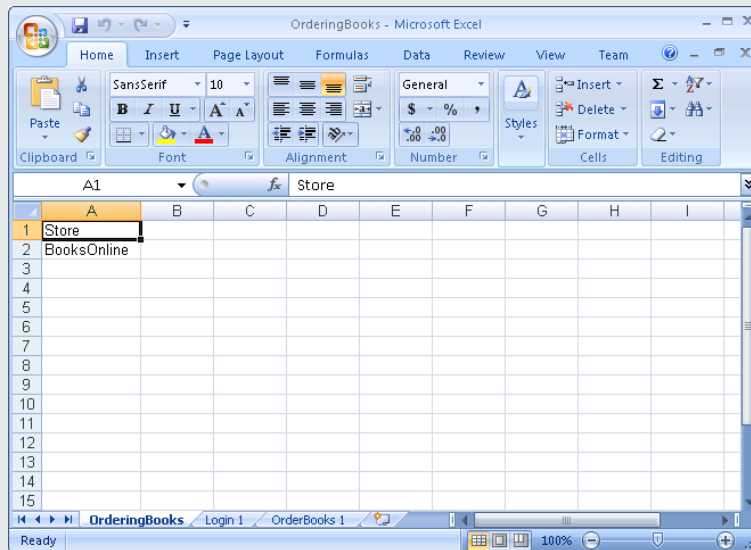 OrderingBooks - Microsoft Excel
Home Insert Page Layout Formulas Data Review View Team
Paste
SansSerif 10
B I U A A
A
General
$ % ,
.00 .00
.0
Styles
Insert
Delete
Format
Σ
Clipboard Font Alignment Number Cells Editing
A1 fx Store
A B C D E F G H I
1 Store
2 BooksOnline
3
4
5
6
7
8
9
10
11
12
13
14
15
OrderingBooks Login 1 OrderBooks 1
Ready 100%